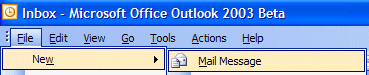 Inbox - Microsoft Office Outlook 2003 Beta
File Edit View Go Tools Actions Help
New Mail Message